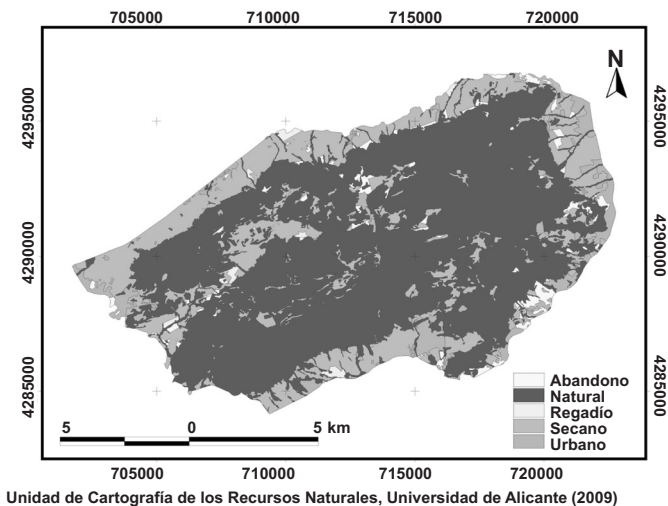 705000 710000 715000 720000
N
4295000 4295000
4290000 4290000
4285000 4285000
Abandono
Natural
Regadío
Secano
Urbano
5 0 5 km
705000 710000 715000 720000
Unidad de Cartografía de los Recursos Naturales, Universidad de Alicante (2009)